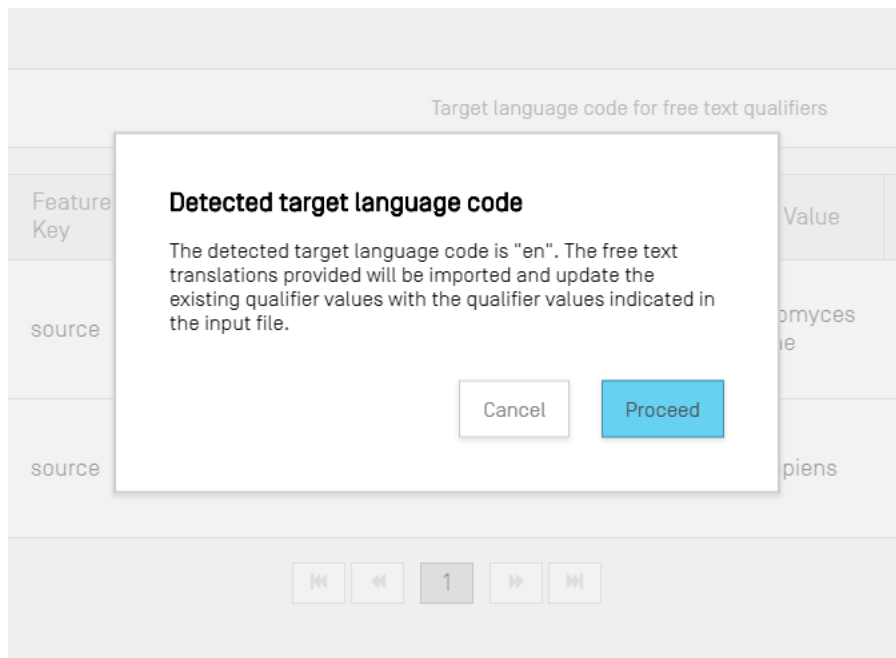 Target language code for free text qualifiers
Feature
Key
Value
Detected target language code
The detected target language code is "en". The free text
translations provided will be imported and update the
existing qualifier values with the qualifier values indicated in
the input file.
source
omyces
Cancel
Proceed
source
piens
1